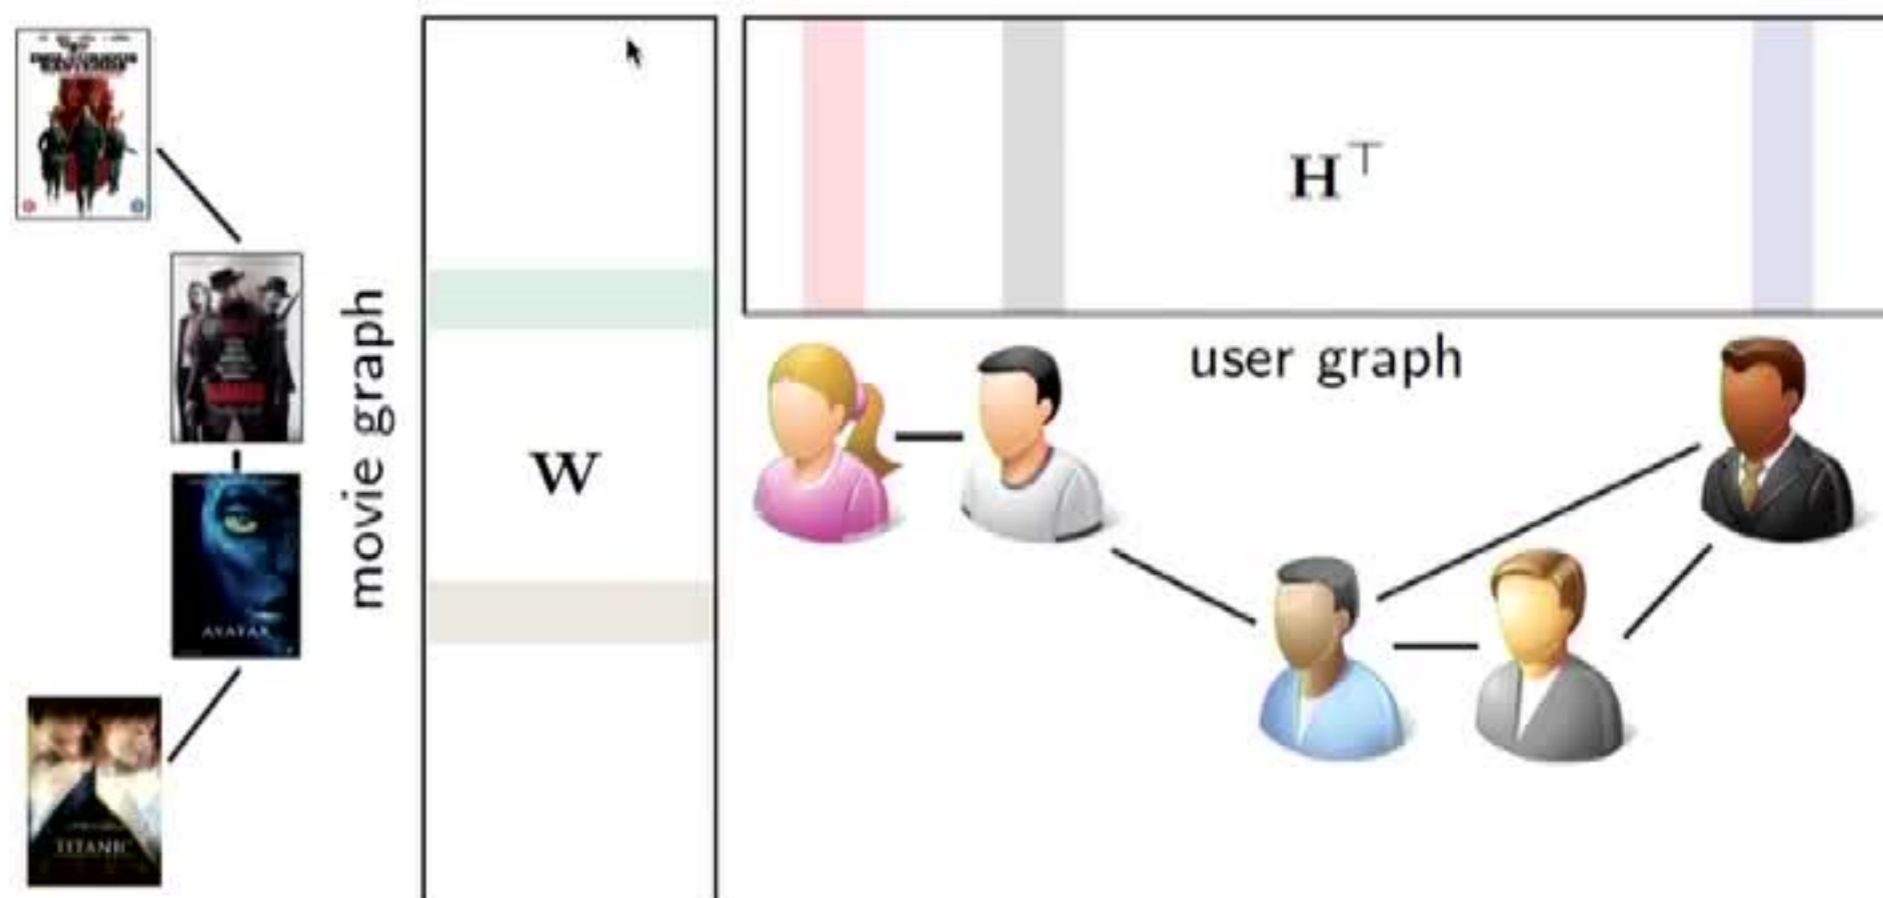 H⊤
user graph
movie graph
W
AVATAR
TITANIC